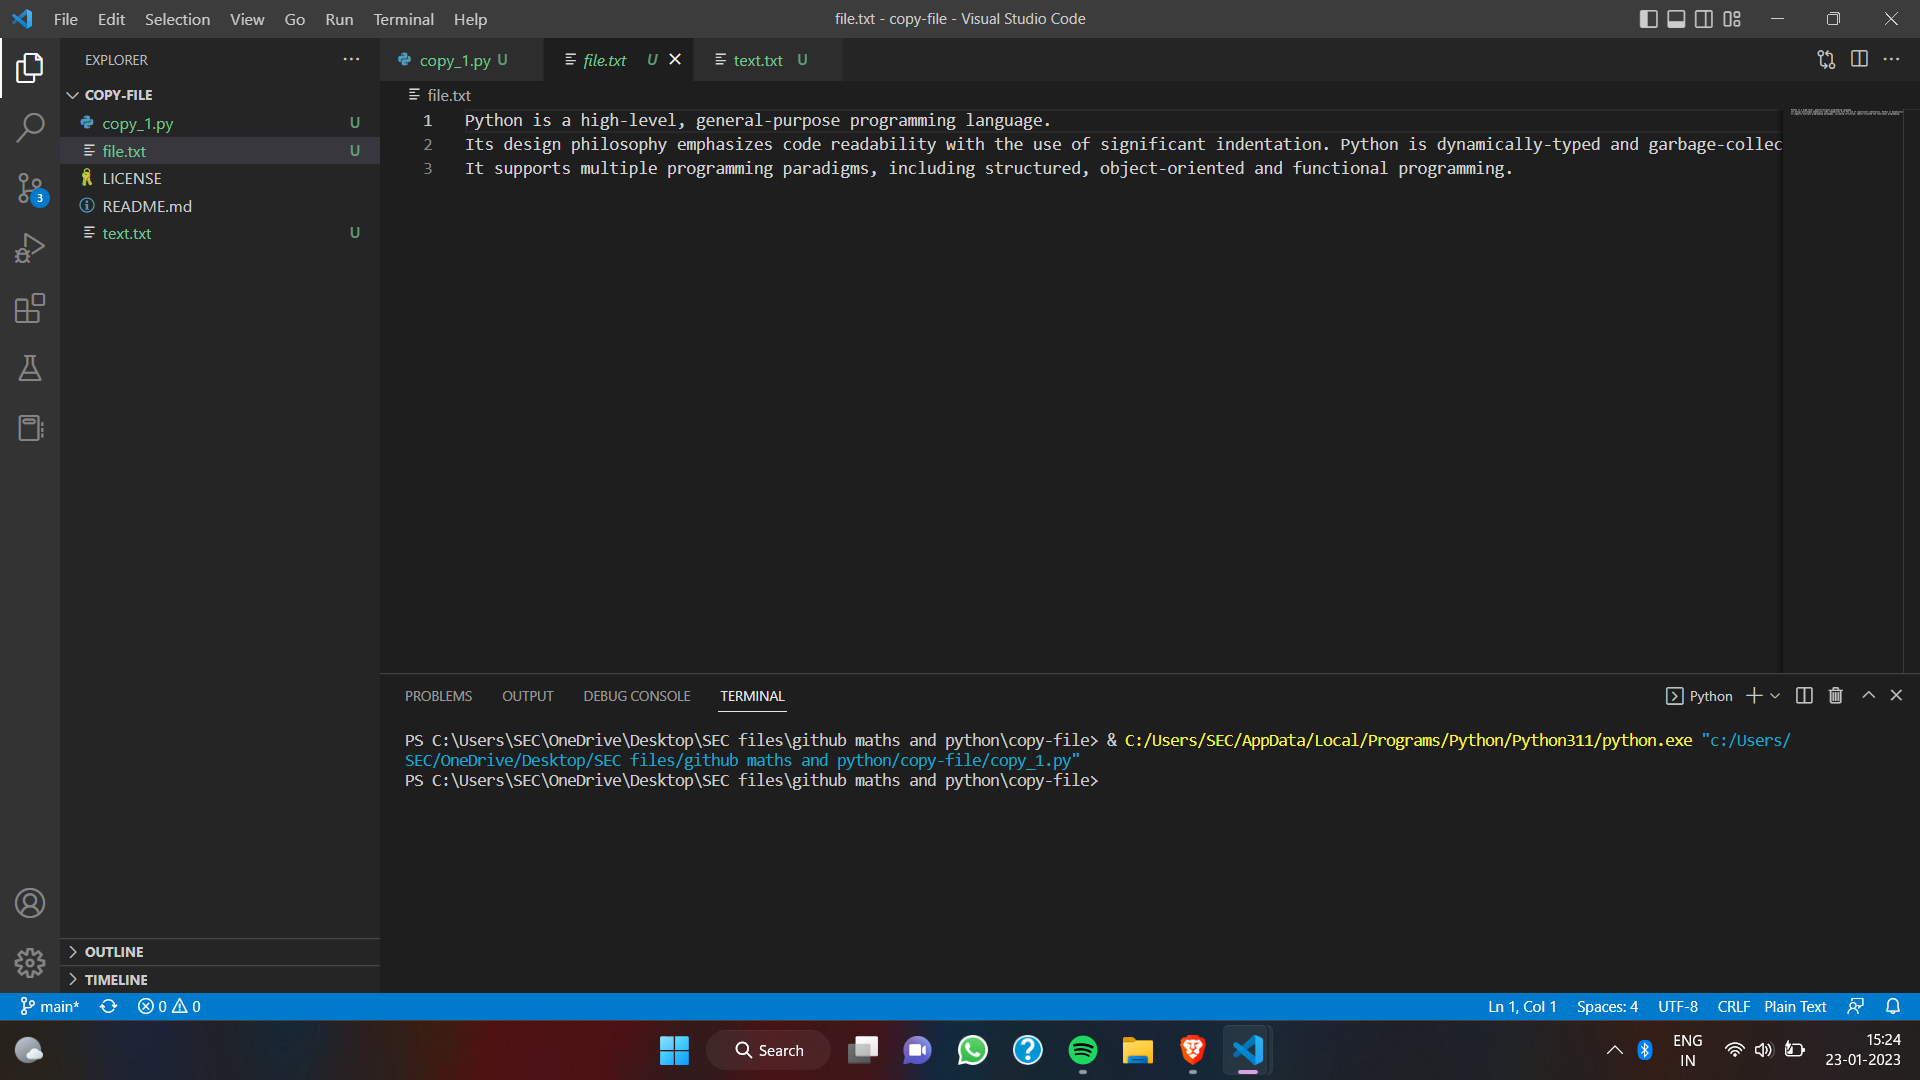 File Edit Selection View Go Run Terminal Help
file.txt - copy-file - Visual Studio Code
EXPLORER
COPY-FILE
copy_1.py U
file.txt U
LICENSE
README.md
text.txt U
OUTLINE
TIMELINE
copy_1.py U
file.txt U
text.txt U
file.txt
1 Python is a high-level, general-purpose programming language.
2 Its design philosophy emphasizes code readability with the use of significant indentation. Python is dynamically-typed and garbage-collec
3 It supports multiple programming paradigms, including structured, object-oriented and functional programming.
PROBLEMS OUTPUT DEBUG CONSOLE TERMINAL
Python
PS C:\Users\SEC\OneDrive\Desktop\SEC files\github maths and python\copy-file> & C:/Users/SEC/AppData/Local/Programs/Python/Python311/python.exe "c:/Users/
SEC/OneDrive/Desktop/SEC files/github maths and python/copy-file/copy_1.py"
PS C:\Users\SEC\OneDrive\Desktop\SEC files\github maths and python\copy-file>
3
main* 0 0
Ln 1, Col 1 Spaces: 4 UTF-8 CRLF Plain Text
Search
ENG
IN
15:24
23-01-2023